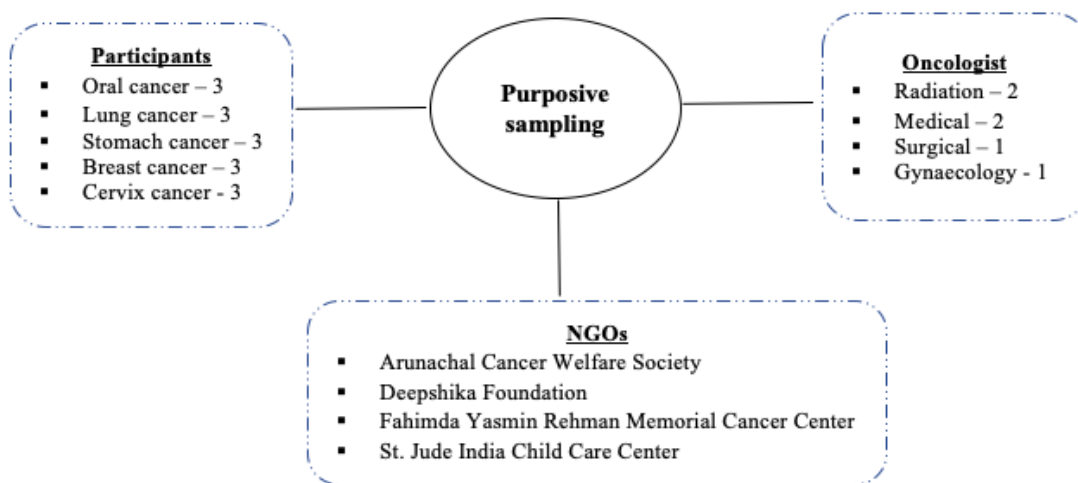 Participants
▪ Oral cancer – 3
▪ Lung cancer – 3
▪ Stomach cancer – 3
▪ Breast cancer – 3
▪ Cervix cancer - 3
Purposive
sampling
Oncologist
▪ Radiation – 2
▪ Medical – 2
▪ Surgical – 1
▪ Gynaecology - 1
NGOs
▪ Arunachal Cancer Welfare Society
▪ Deepshika Foundation
▪ Fahimda Yasmin Rehman Memorial Cancer Center
▪ St. Jude India Child Care Center